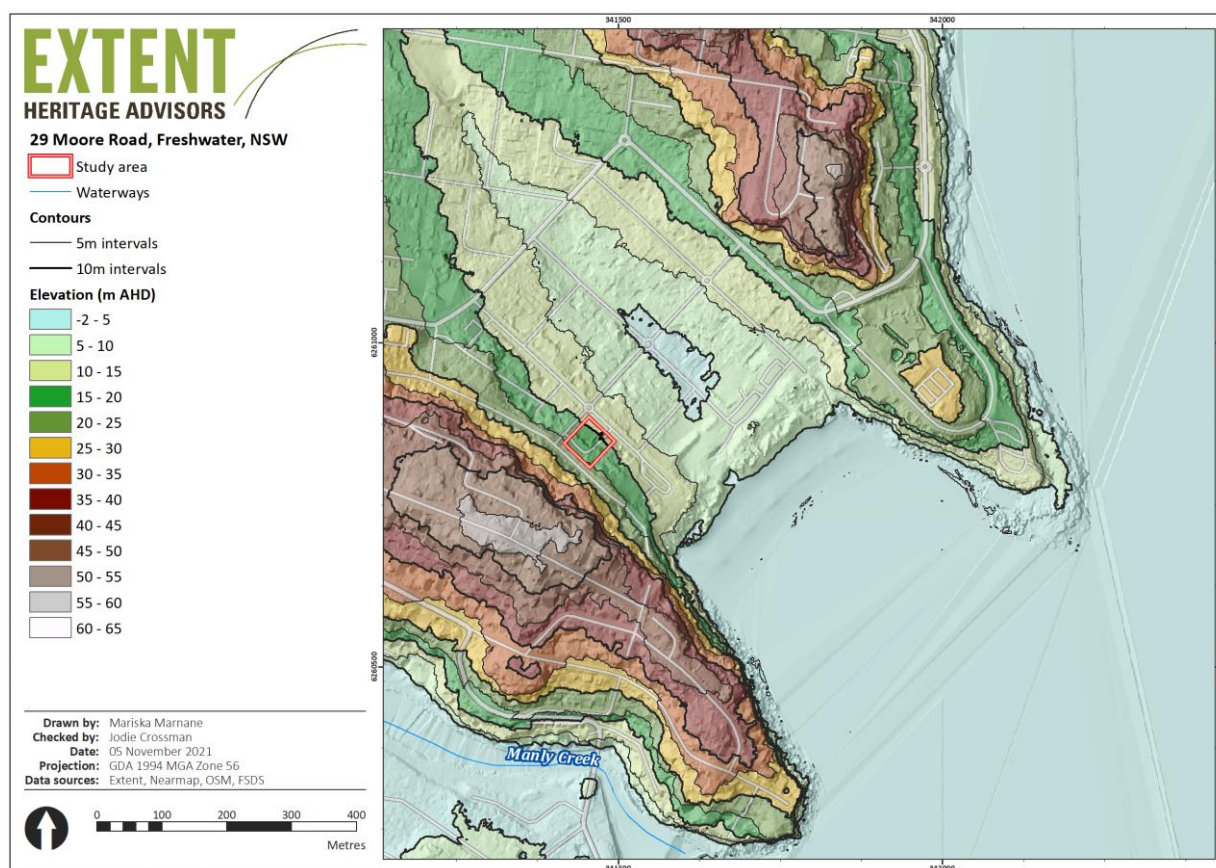 EXTENT
HERITAGE ADVISORS
29 Moore Road, Freshwater, NSW
Study area
Waterways
Contours
5m intervals
10m intervals
Elevation (m AHD)
-2 - 5
5 - 10
10 - 15
15 - 20
20 - 25
25 - 30
30 - 35
35 - 40
40 - 45
45 - 50
50 - 55
55 - 60
60 - 65
Drawn by: Mariska Marnane
Checked by: Jodie Crossman
Date: 05 November 2021
Projection: GDA 1994 MGA Zone 56
Data sources: Extent, Nearmap, OSM, FSDS
0 100 200 300 400
Metres
341500 342000
6261000
6260500
Manly Creek
341500 342000